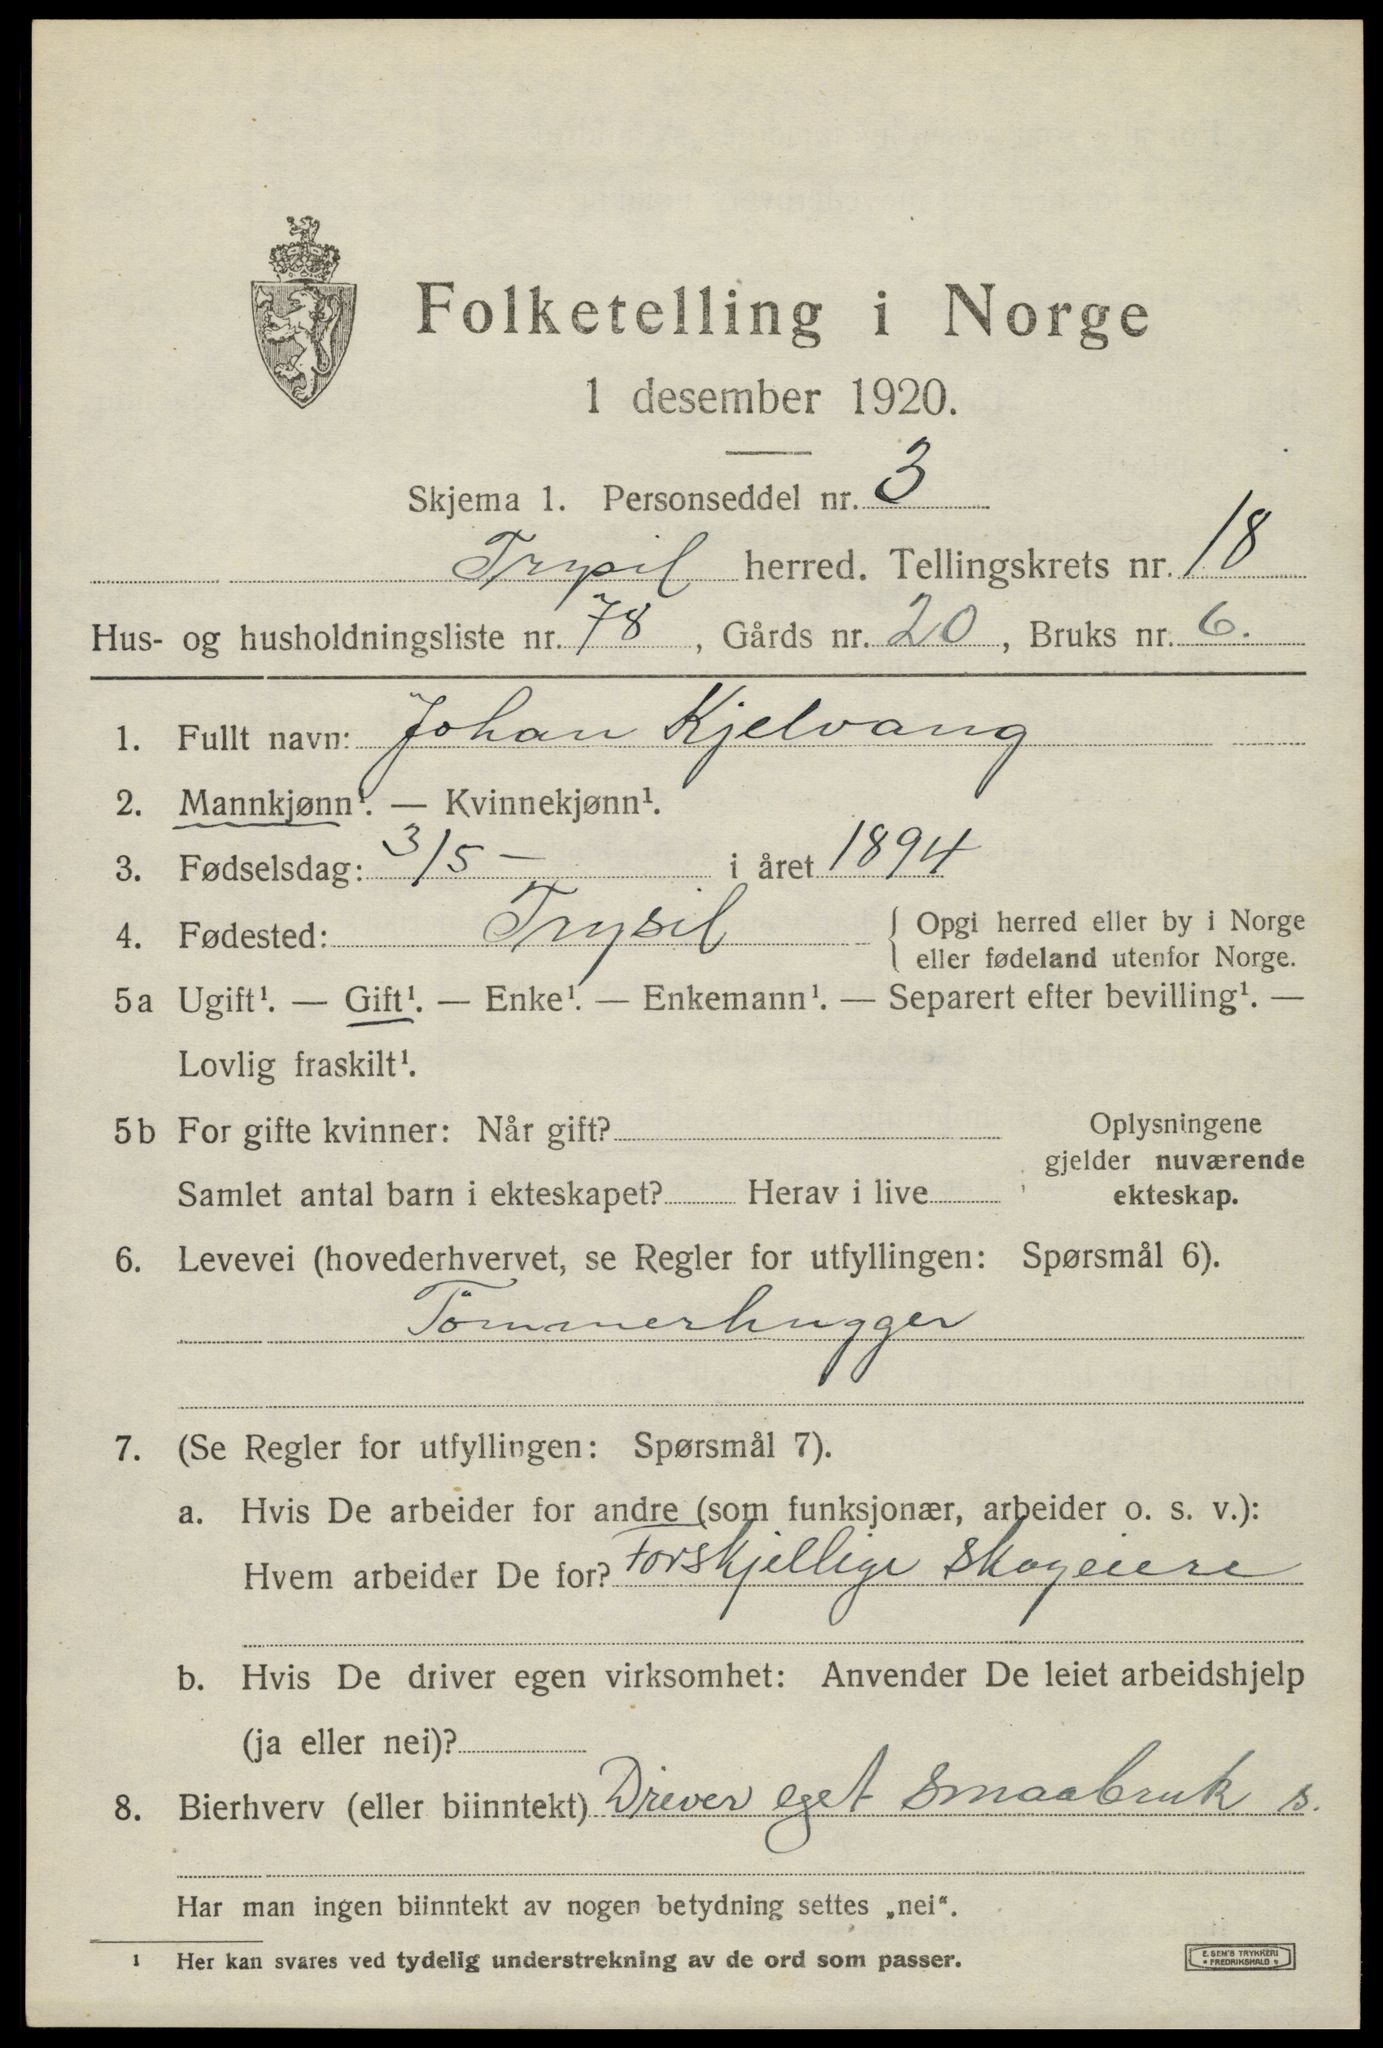 Folketelling i Norge
1 desember 1920.
Skjema 1. Personseddel nr. 3
Trysil herred. Tellingskrets nr. 18
Hus- og husholdningsliste nr. 78, Gårds nr. 20, Bruks nr. 6.
1. Fullt navn: Johan Kjelvang
2. Mannkjønn¹. — Kvinnekjønn¹.
3. Fødselsdag: 3/5 – i året 1894
4. Fødested: Trysil { Opgi herred eller by i Norge
eller fødeland utenfor Norge.
5a Ugift¹. — Gift¹. — Enke¹. — Enkemann¹. — Separert efter bevilling¹. —
Lovlig fraskilt¹.
5b For gifte kvinner: Når gift?
Samlet antal barn i ekteskapet? Herav i live
Oplysningene
gjelder nuværende
ekteskap.
6. Levevei (hovederhvervet, se Regler for utfyllingen: Spørsmål 6).
Tömmerhugger
7. (Se Regler for utfyllingen: Spørsmål 7).
a. Hvis De arbeider for andre (som funksjonær, arbeider o. s. v.):
Hvem arbeider De for? Forskjellige Skogeiere
b. Hvis De driver egen virksomhet: Anvender De leiet arbeidshjelp
(ja eller nei)?
8. Bierhverv (eller biinntekt) Driver eget Smaabruk s.
Har man ingen biinntekt av nogen betydning settes „nei“.
¹ Her kan svares ved tydelig understrekning av de ord som passer.
E. SEM'S TRYKKERI
FREDRIKSHALD